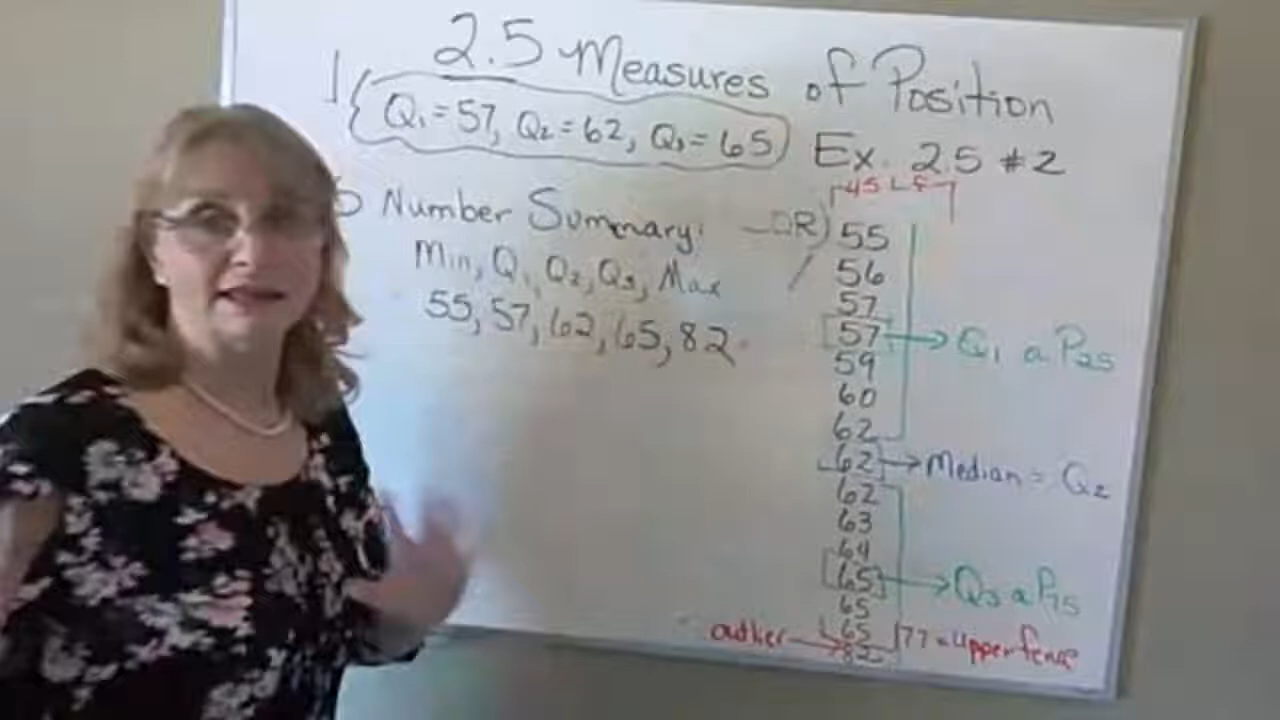 2.5 Measures of Position
Q₁ = 57, Q₂ = 62, Q₃ = 65
Ex. 2.5 #2
Number Summary:
Min, Q₁, Q₂, Q₃, Max
55, 57, 62, 65, 82
OR)
45 LF
55
56
57
57 → Q₁ a P₂₅
59
60
62
62 → Median = Q₂
62
63
64
65 → Q₃ a P₇₅
65
65
77 = Upper fence
outlier → 82